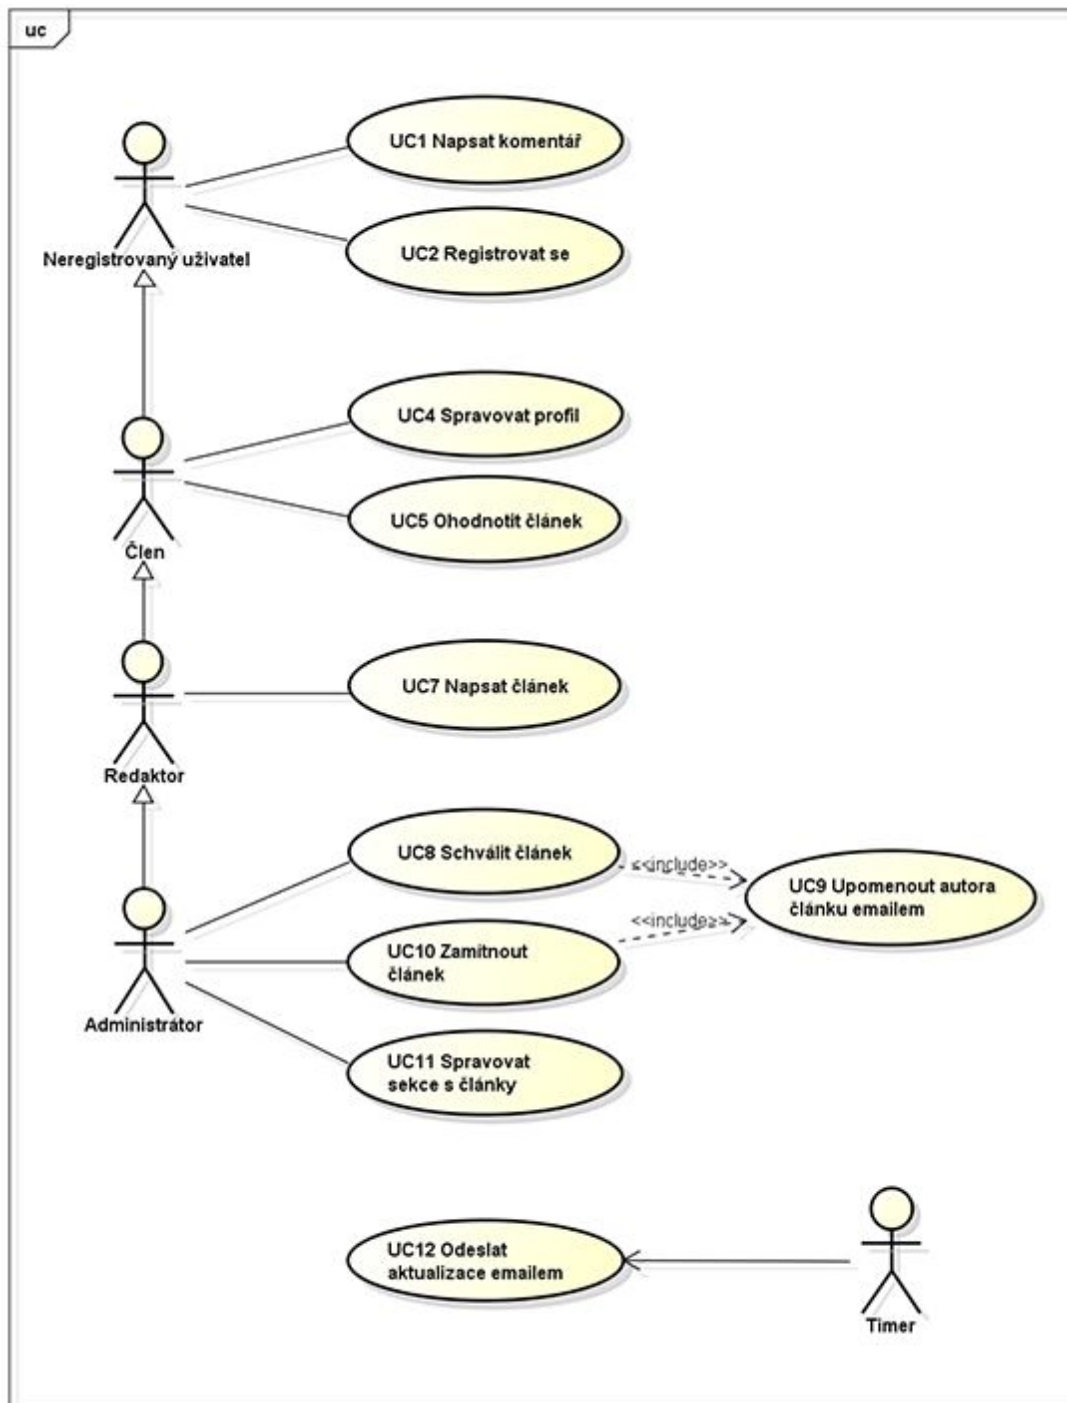 uc
UC1 Napsat komentář
UC2 Registrovat se
Neregistrovaný uživatel
UC4 Spravovat profil
UC5 Ohodnotit článek
Člen
UC7 Napsat článek
Redaktor
UC8 Schválit článek
<<include>>
UC9 Upomenout autora
článku emailem
<<include>>
UC10 Zamítnout
článek
Administrátor
UC11 Spravovat
sekce s články
UC12 Odeslat
aktualizace emailem
Timer